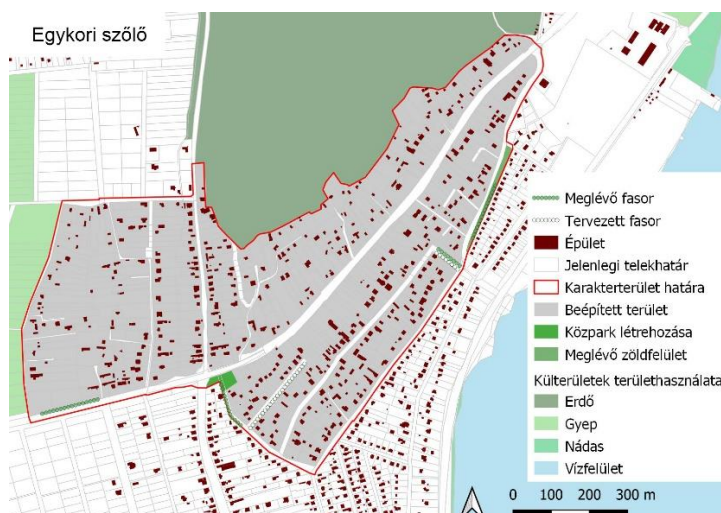 Egykori szőlő
Meglévő fasor
Tervezett fasor
Épület
Jelenlegi telekhatár
Karakterterület határa
Beépített terület
Közpark létrehozása
Meglévő zöldfelület
Külterületek területhasználata
Erdő
Gyep
Nádas
Vízfelület
0 100 200 300 m